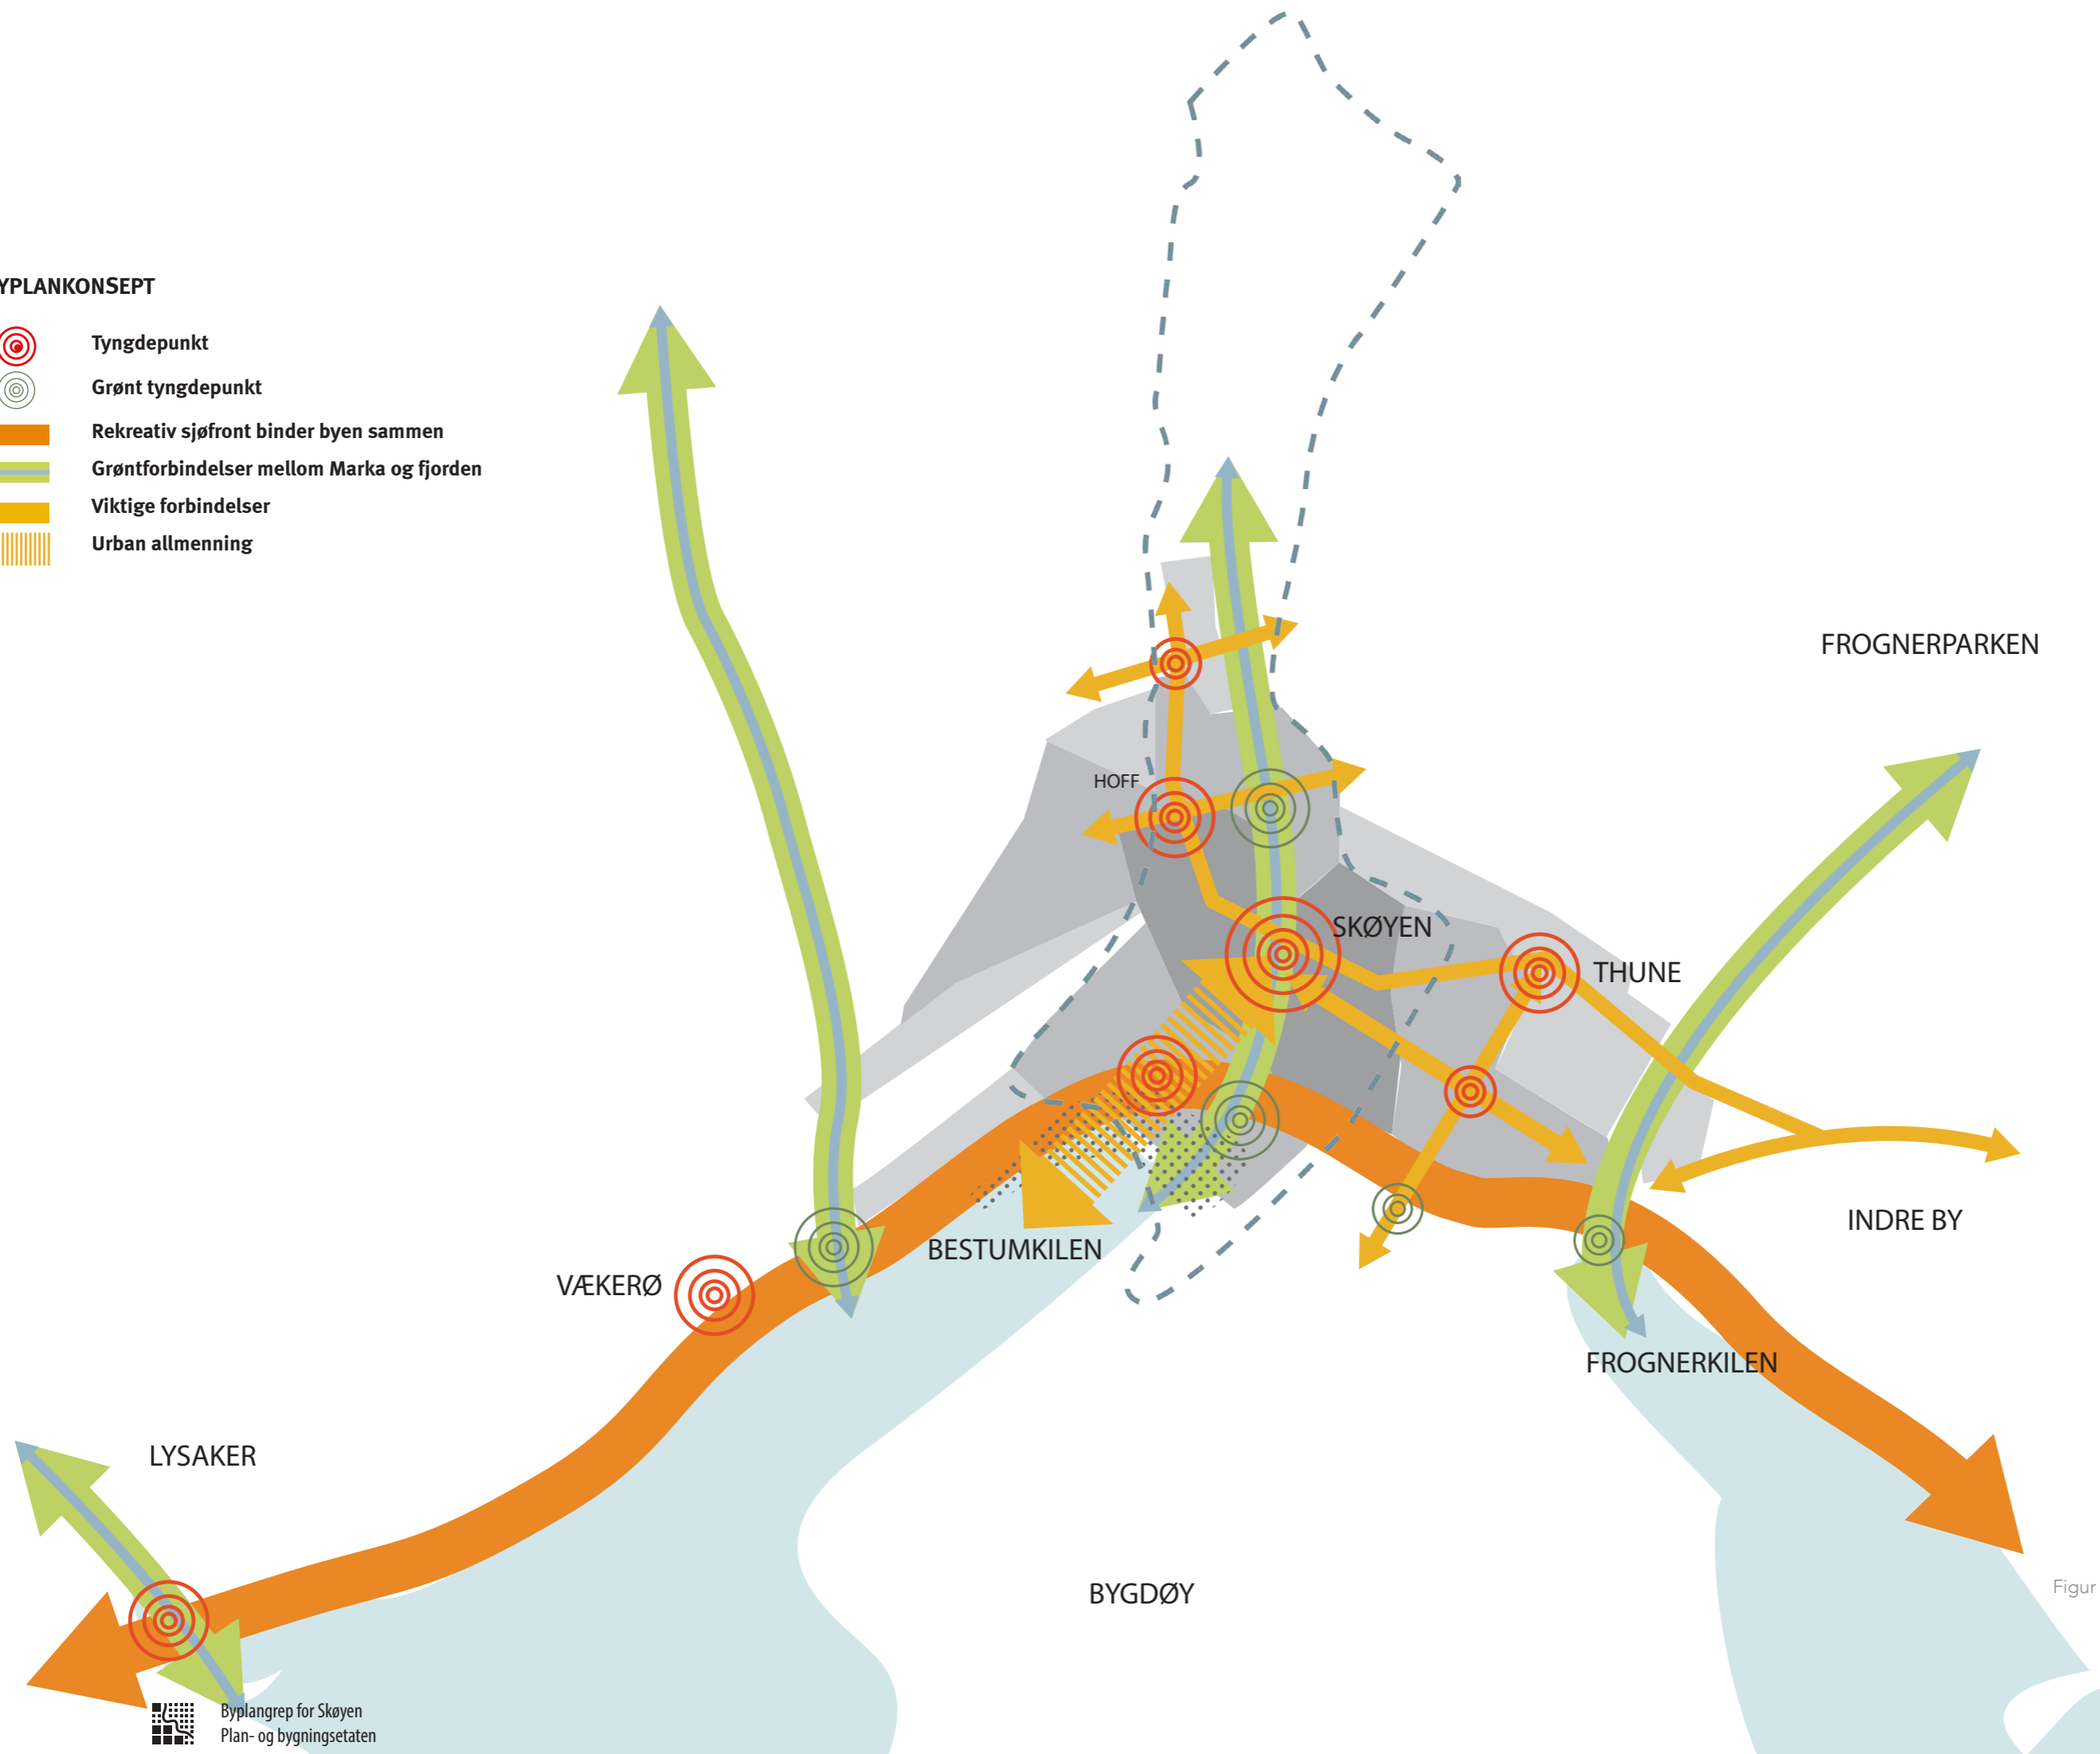 YPLANKONSEPT
Tyngdepunkt
Grønt tyngdepunkt
Rekreativ sjøfront binder byen sammen
Grøntforbindelser mellom Marka og fjorden
Viktige forbindelser
Urban allmenning
FROGNERPARKEN
HOFF
SKØYEN
THUNE
INDRE BY
BESTUMKILEN
VÆKERØ
FROGNERKILEN
LYSAKER
BYGDØY
Figur
Byplangrep for Skøyen
Plan- og bygningsetaten